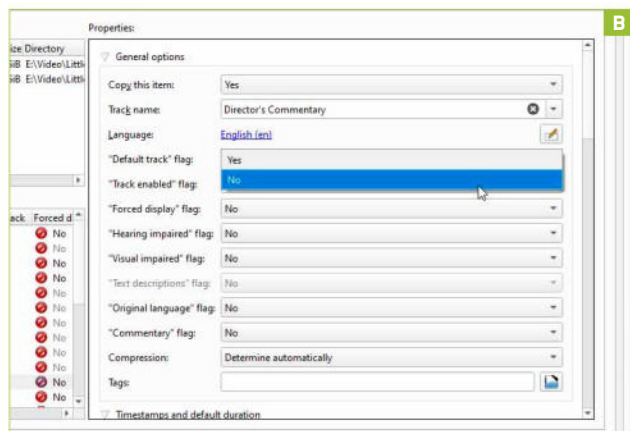 B
Properties:
ize Directory
iB E:\Video\Littl
iB E:\Video\Littl
General options
Copy this item: Yes
Track name: Director's Commentary
Language: English (en)
"Default track" flag: Yes
No
"Track enabled" flag:
"Forced display" flag: No
"Hearing impaired" flag: No
"Visual impaired" flag: No
"Text descriptions" flag: No
"Original language" flag: No
"Commentary" flag: No
Compression: Determine automatically
Tags:
Timestamps and default duration
ack Forced d
No
No
No
No
No
No
No
No
No
No
No
No